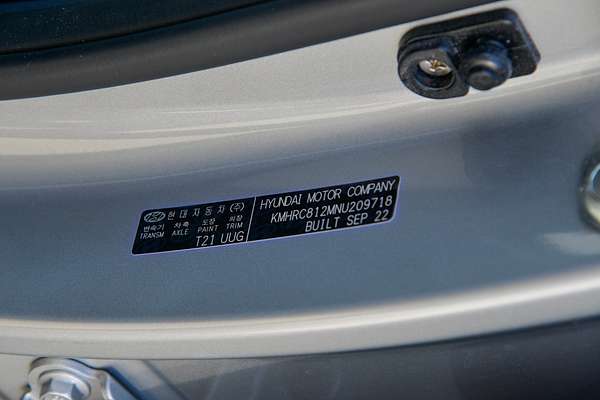 현대자동차(주)
변속기 차축 도장 의장
TRANSM AXLE PAINT TRIM
T21 UUG
HYUNDAI MOTOR COMPANY
KMHRC812MNU209718
BUILT SEP 22